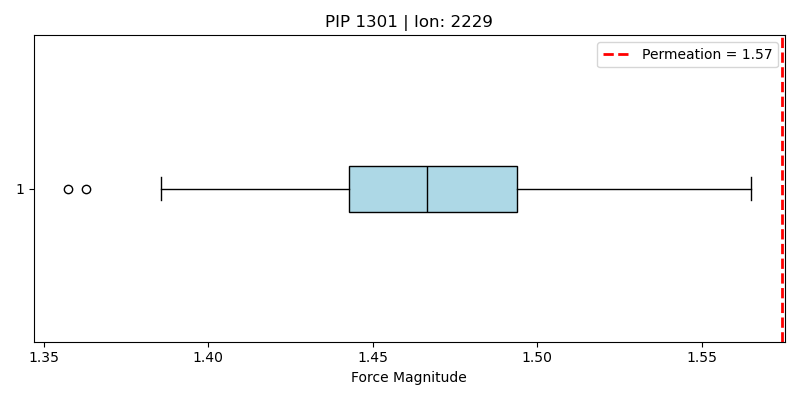 PIP 1301 | Ion: 2229
Permeation = 1.57
1
1.35 1.40 1.45 1.50 1.55
Force Magnitude